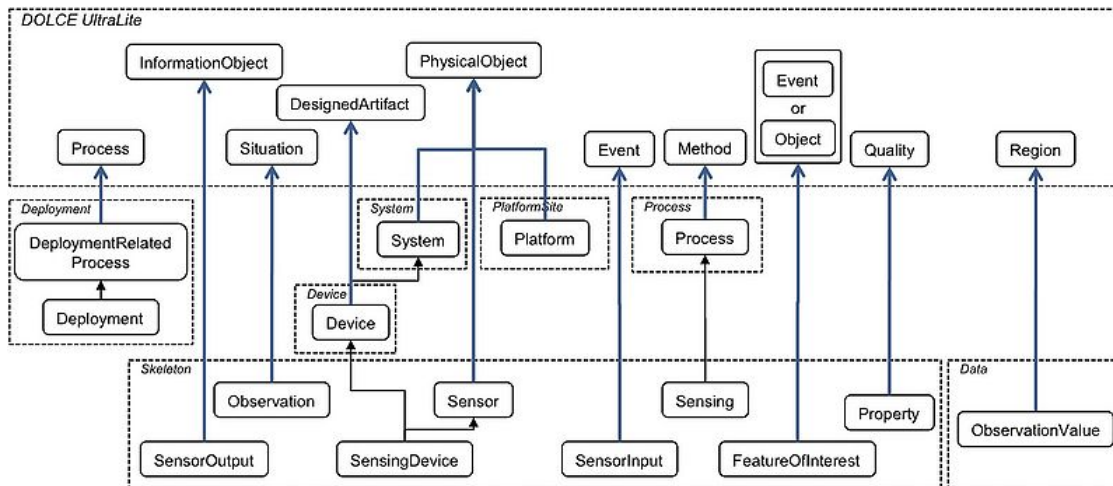 DOLCE UltraLite
InformationObject
PhysicalObject
DesignedArtifact
Event
or
Object
Process
Situation
Event
Method
Quality
Region
Deployment
System
PlatformSite
Process
DeploymentRelated
Process
System
Platform
Process
Deployment
Device
Device
Skeleton
Data
Observation
Sensor
Sensing
Property
ObservationValue
SensorOutput
SensingDevice
SensorInput
FeatureOfInterest